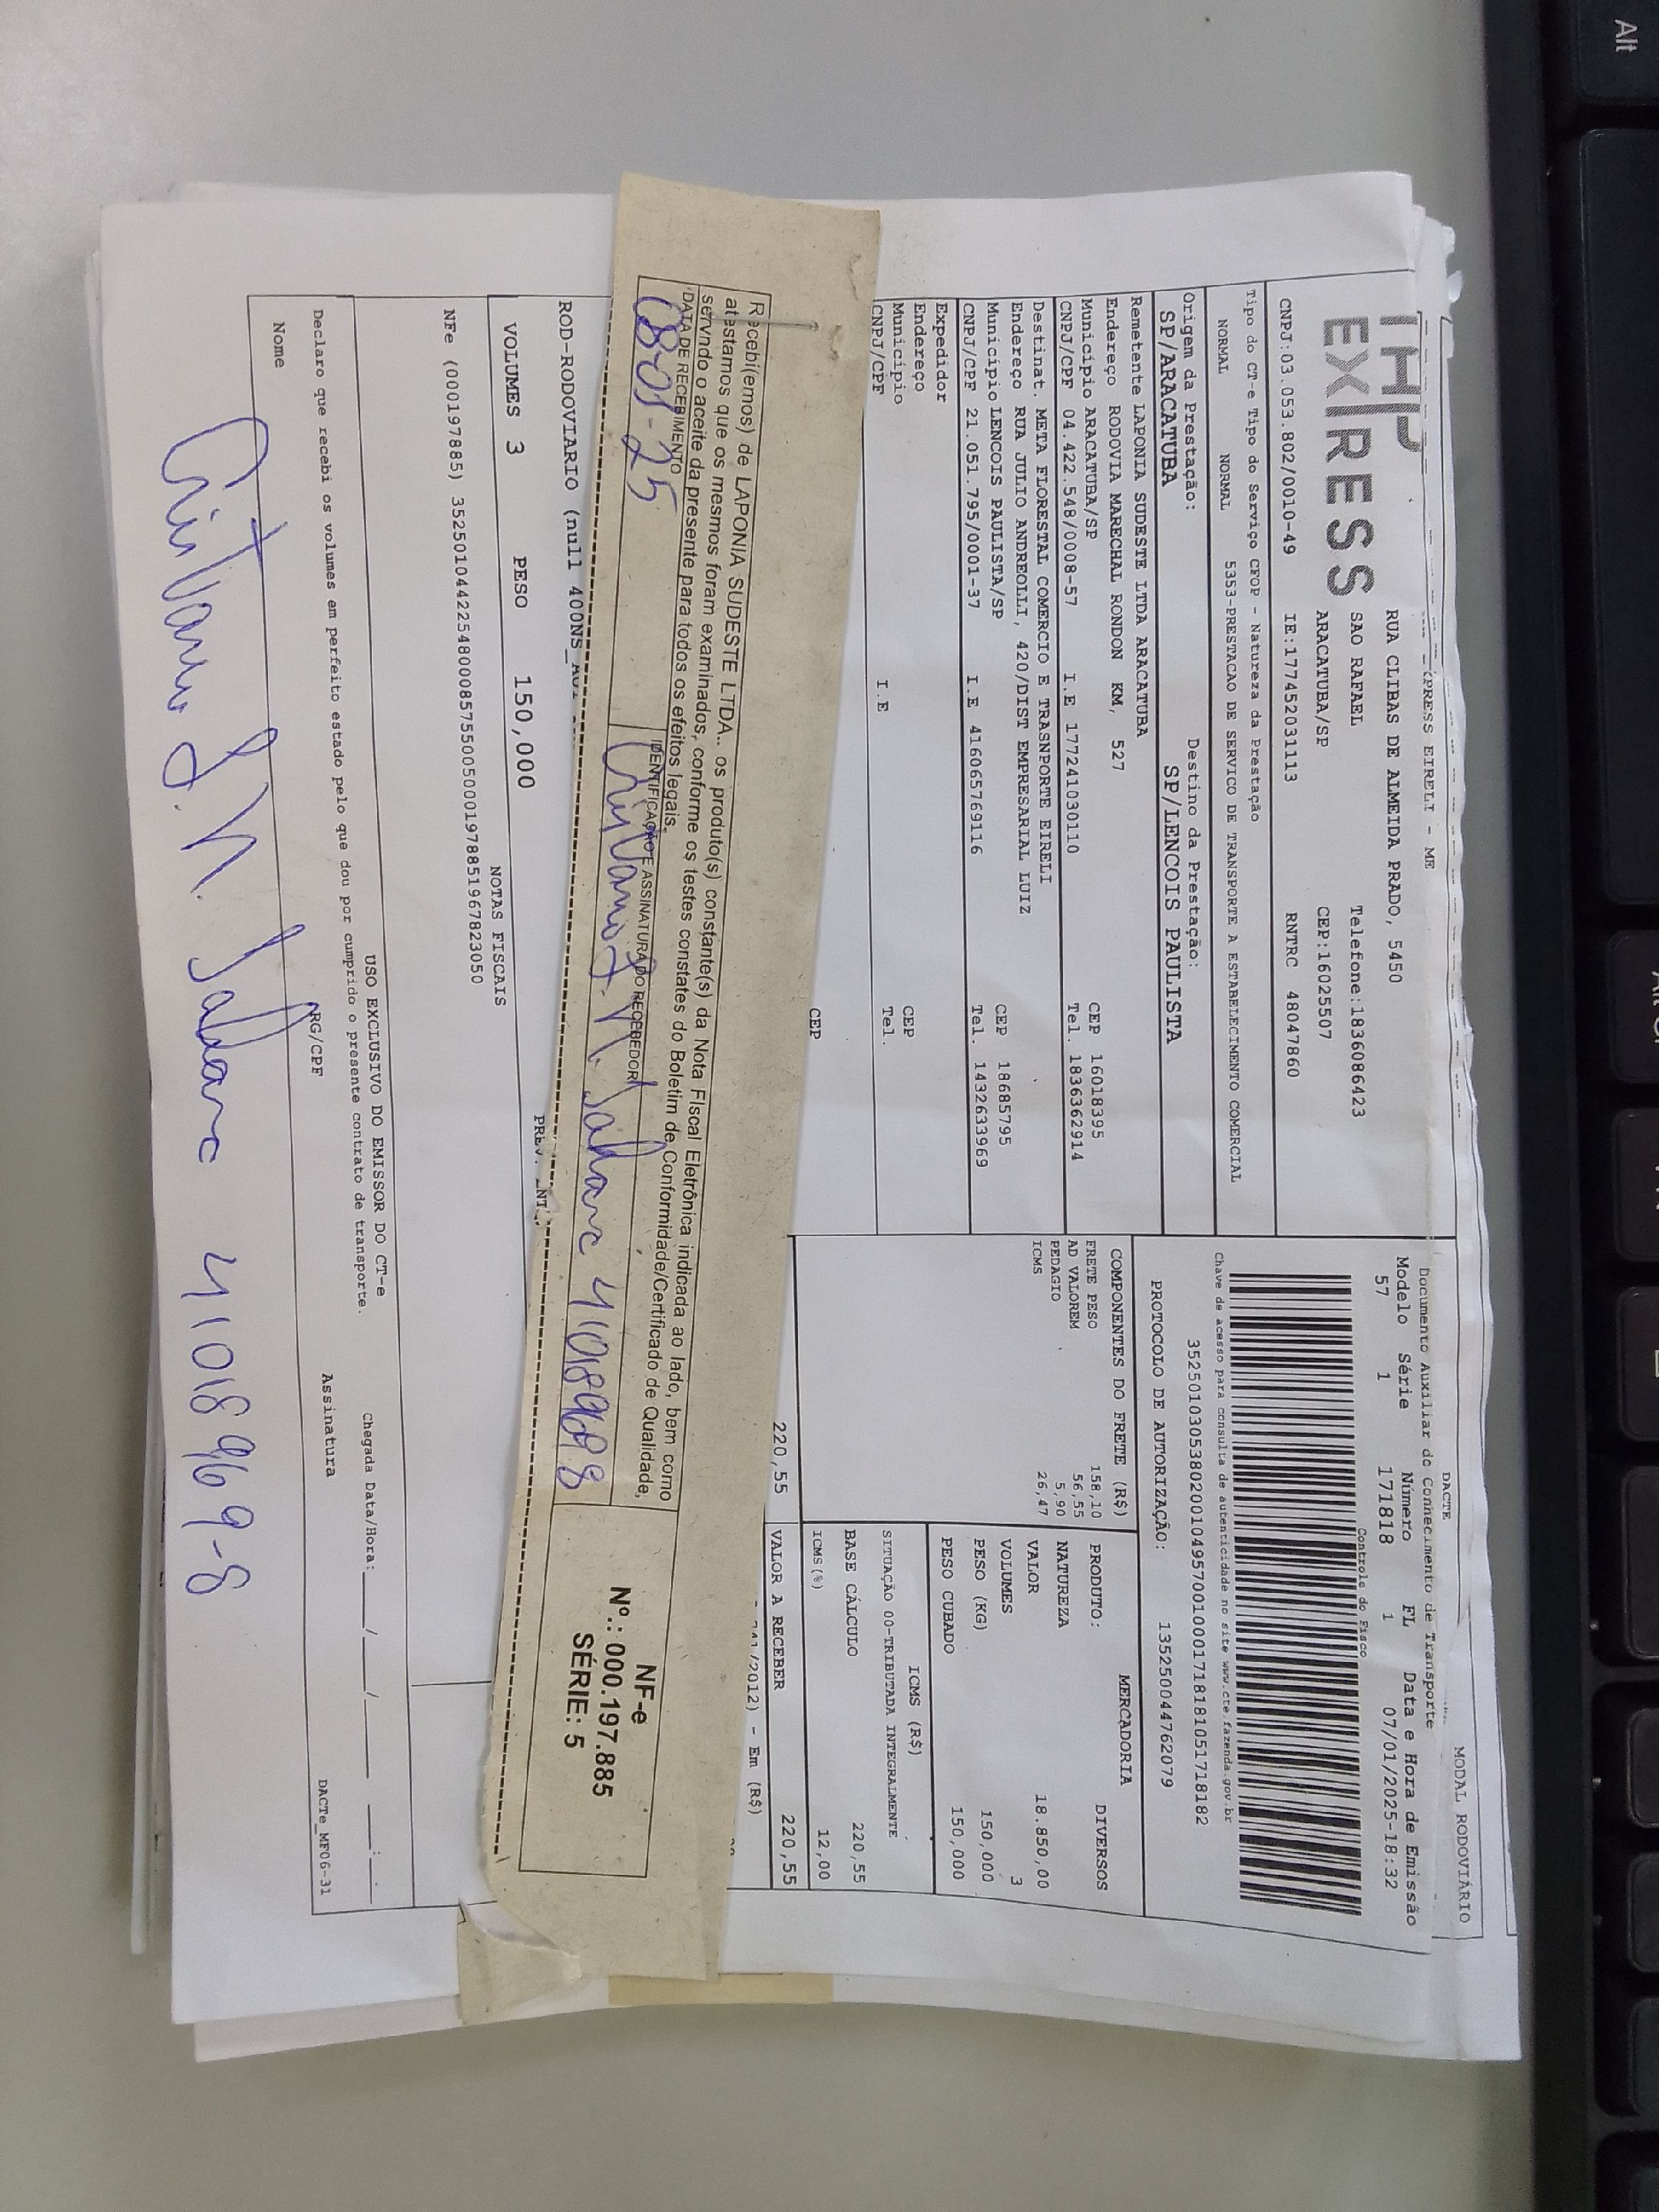 DACTE
MODAL RODOVIÁRIO
(PRESS EIRELI - ME
EXPRESS
RUA CLIBAS DE ALMEIDA PRADO, 5450
SAO RAFAEL Telefone:1836086423
ARACATUBA/SP CEP:16025507
CNPJ:03.053.802/0010-49 IE:177452031113 RNTRC 48047860
Documento Auxiliar do Conhecimento de Transporte
Modelo Série Número FL Data e Hora de Emissão
57 1 171818 1 07/01/2025-18:32
Controle do Fisco
Tipo do CT-e Tipo do Serviço CFOP - Natureza da Prestação
NORMAL NORMAL 5353-PRESTACAO DE SERVICO DE TRANSPORTE A ESTABELECIMENTO COMERCIAL
Chave de acesso para consulta de autenticidade no site www.cte.fazenda.gov.br
35250103053802001049570010001718181051718182
Origem da Prestação: Destino da Prestação:
SP/ARACATUBA SP/LENCOIS PAULISTA
PROTOCOLO DE AUTORIZAÇÃO: 135250044762079
Remetente LAPONIA SUDESTE LTDA ARACATUBA
Endereço RODOVIA MARECHAL RONDON KM, 527
Município ARACATUBA/SP CEP 16018395
CNPJ/CPF 04.422.548/0008-57 I.E 177241030110 Tel. 1836362914
Destinat. META FLORESTAL COMERCIO E TRASNPORTE EIRELI
Endereço RUA JULIO ANDREOLLI, 420/DIST EMPRESARIAL LUIZ
Município LENCOIS PAULISTA/SP CEP 18685795
CNPJ/CPF 21.051.795/0001-37 I.E 416065769116 Tel. 1432633969
Expedidor
Endereço
Município CEP
CNPJ/CPF I.E Tel.
CEP
COMPONENTES DO FRETE (R$)
FRETE PESO 158,10
AD VALOREM 56,55
PEDAGIO 5,90
ICMS 26,47
220,55
MERCADORIA
PRODUTO: DIVERSOS
NATUREZA
VALOR 18.850,00
VOLUMES 3
PESO (KG) 150,000
PESO CUBADO 150,000
ICMS (R$)
SITUAÇÃO 00-TRIBUTADA INTEGRALMENTE
BASE CÁLCULO 220,55
ICMS(%) 12,00
VALOR A RECEBER 220,55
741/2012) - Em (R$)
Recebi(emos) de LAPONIA SUDESTE LTDA.. os produto(s) constante(s) da Nota FIscal Eletrônica indicada ao lado, bem como
atestamos que os mesmos foram examinados, conforme os testes constates do Boletim de Conformidade/Certificado de Qualidade,
servndo o aceite da presente para todos os efeitos legais.
DATA DE RECEBIMENTO IDENTIFICAÇÃO E ASSINATURA DO RECEBEDOR
08-01-25 410189698
NF-e
Nº.: 000.197.885
SÉRIE: 5
ROD-RODOVIARIO (null 400NS
VOLUMES 3 PESO 150,000
NOTAS FISCAIS
NFe (000197885) 35250104422548000857550050001978851967823050
USO EXCLUSIVO DO EMISSOR DO CT-e
Declaro que recebi os volumes em perfeito estado pelo que dou por cumprido o presente contrato de transporte.
Chegada Data/Hora: ____/____/____ ____:____
Nome RG/CPF Assinatura
DACTe_MF06-31
41018969-8
Alt